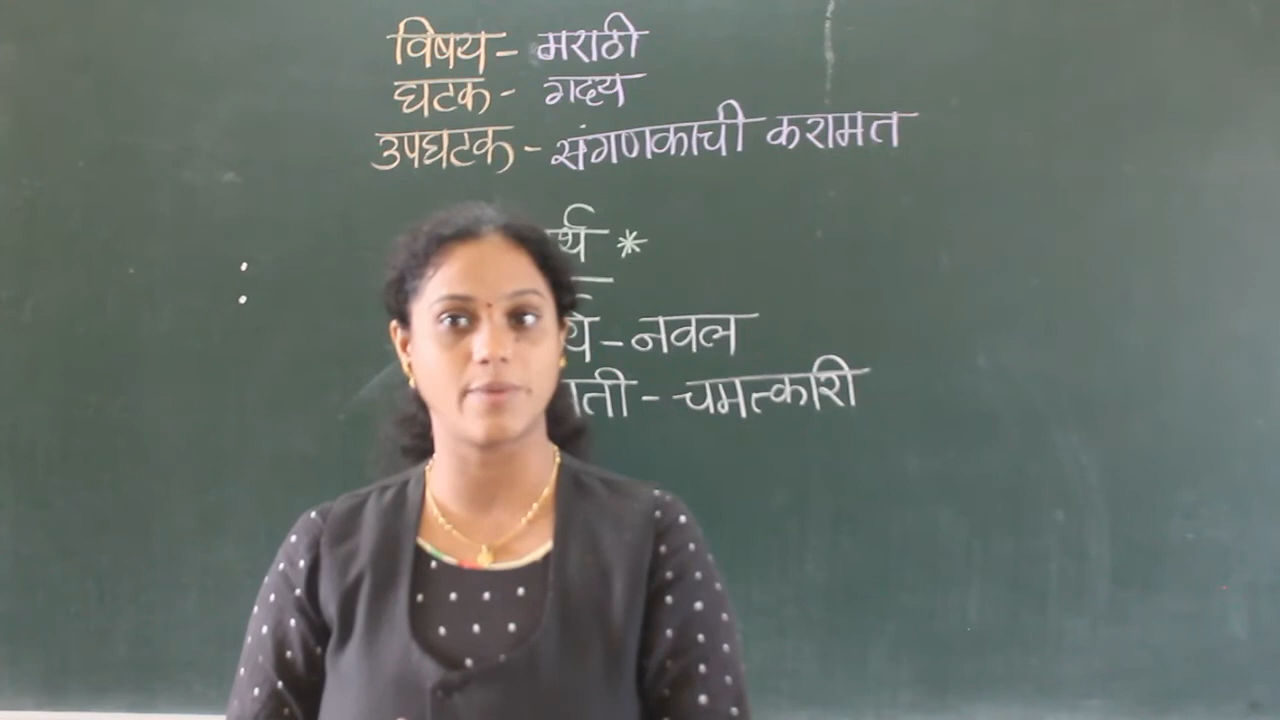 विषय - मराठी
घटक - गद्य
उपघटक - संगणकाची करामत
*
- नवल
- चमत्कारी